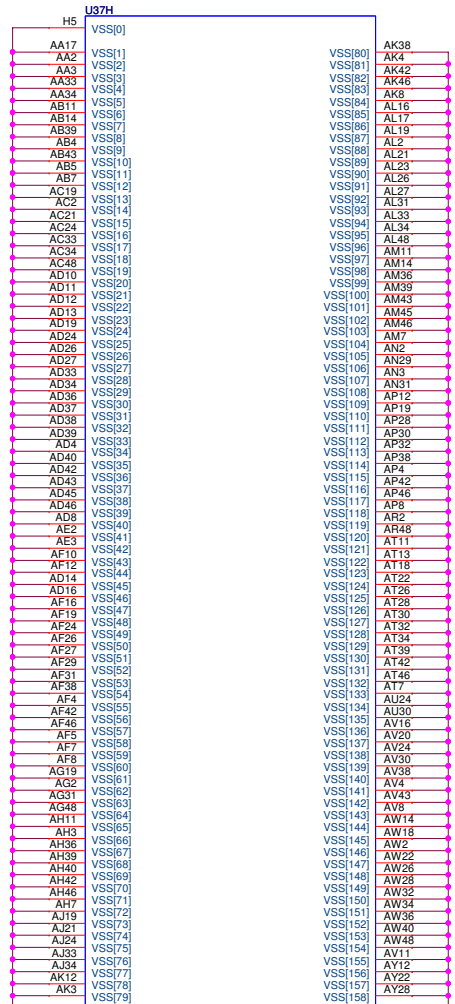 U37H
H5 VSS[0]
AA17 VSS[1] VSS[80] AK38
AA2 VSS[2] VSS[81] AK4
AA3 VSS[3] VSS[82] AK42
AA33 VSS[4] VSS[83] AK46
AA34 VSS[5] VSS[84] AK8
AB11 VSS[6] VSS[85] AL16
AB14 VSS[7] VSS[86] AL17
AB39 VSS[8] VSS[87] AL19
AB4 VSS[9] VSS[88] AL2
AB43 VSS[10] VSS[89] AL21
AB5 VSS[11] VSS[90] AL23
AB7 VSS[12] VSS[91] AL26
AC19 VSS[13] VSS[92] AL27
AC2 VSS[14] VSS[93] AL31
AC21 VSS[15] VSS[94] AL33
AC24 VSS[16] VSS[95] AL34
AC33 VSS[17] VSS[96] AL48
AC34 VSS[18] VSS[97] AM11
AC48 VSS[19] VSS[98] AM14
AD10 VSS[20] VSS[99] AM36
AD11 VSS[21] VSS[100] AM39
AD12 VSS[22] VSS[101] AM43
AD13 VSS[23] VSS[102] AM45
AD19 VSS[24] VSS[103] AM46
AD24 VSS[25] VSS[104] AM7
AD26 VSS[26] VSS[105] AN2
AD27 VSS[27] VSS[106] AN29
AD33 VSS[28] VSS[107] AN3
AD34 VSS[29] VSS[108] AN31
AD36 VSS[30] VSS[109] AP12
AD37 VSS[31] VSS[110] AP19
AD38 VSS[32] VSS[111] AP28
AD39 VSS[33] VSS[112] AP30
AD4 VSS[34] VSS[113] AP32
AD40 VSS[35] VSS[114] AP38
AD42 VSS[36] VSS[115] AP4
AD43 VSS[37] VSS[116] AP42
AD45 VSS[38] VSS[117] AP46
AD46 VSS[39] VSS[118] AP8
AD8 VSS[40] VSS[119] AR2
AE2 VSS[41] VSS[120] AR48
AE3 VSS[42] VSS[121] AT11
AF10 VSS[43] VSS[122] AT13
AF12 VSS[44] VSS[123] AT18
AD14 VSS[45] VSS[124] AT22
AD16 VSS[46] VSS[125] AT26
AF16 VSS[47] VSS[126] AT28
AF19 VSS[48] VSS[127] AT30
AF24 VSS[49] VSS[128] AT32
AF26 VSS[50] VSS[129] AT34
AF27 VSS[51] VSS[130] AT39
AF29 VSS[52] VSS[131] AT42
AF31 VSS[53] VSS[132] AT46
AF38 VSS[54] VSS[133] AT7
AF4 VSS[55] VSS[134] AU24
AF42 VSS[56] VSS[135] AU30
AF46 VSS[57] VSS[136] AV16
AF5 VSS[58] VSS[137] AV20
AF7 VSS[59] VSS[138] AV24
AF8 VSS[60] VSS[139] AV30
AG19 VSS[61] VSS[140] AV38
AG2 VSS[62] VSS[141] AV4
AG31 VSS[63] VSS[142] AV43
AG48 VSS[64] VSS[143] AV8
AH11 VSS[65] VSS[144] AW14
AH3 VSS[66] VSS[145] AW18
AH36 VSS[67] VSS[146] AW2
AH39 VSS[68] VSS[147] AW22
AH40 VSS[69] VSS[148] AW26
AH42 VSS[70] VSS[149] AW28
AH46 VSS[71] VSS[150] AW32
AH7 VSS[72] VSS[151] AW34
AJ19 VSS[73] VSS[152] AW36
AJ21 VSS[74] VSS[153] AW40
AJ24 VSS[75] VSS[154] AW48
AJ33 VSS[76] VSS[155] AV11
AJ34 VSS[77] VSS[156] AY12
AK12 VSS[78] VSS[157] AY22
AK3 VSS[79] VSS[158] AY28